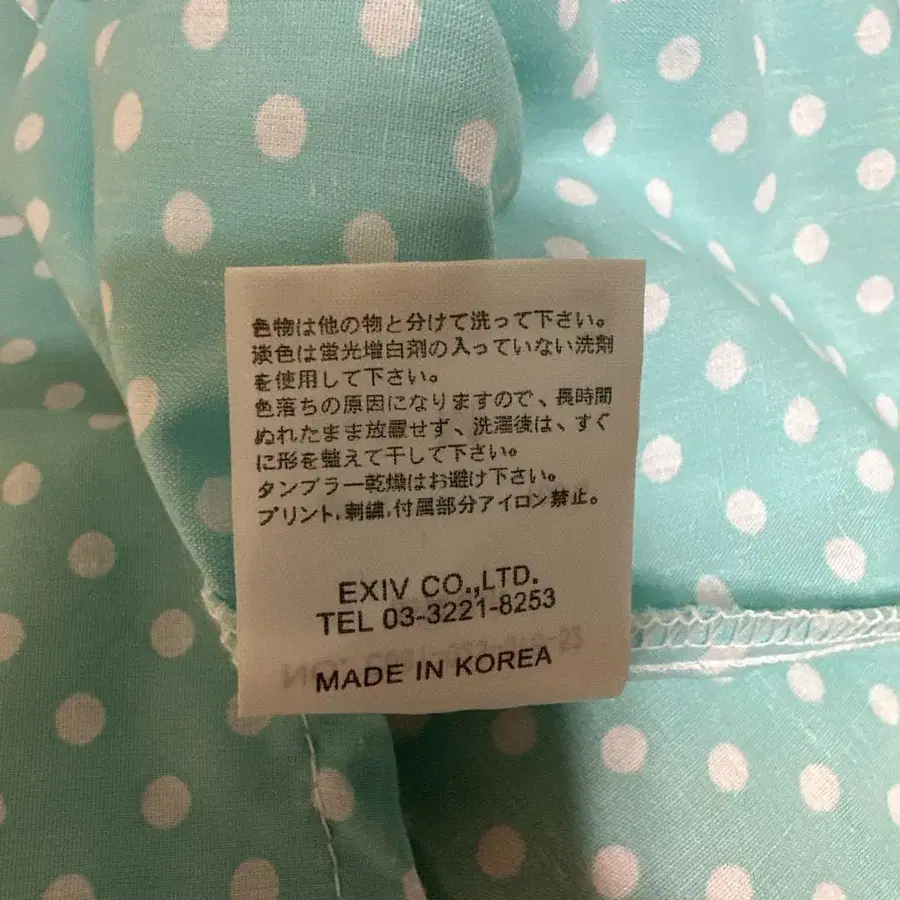 色物は他の物と分けて洗って下さい。
淡色は蛍光増白剤の入っていない洗剤
を使用して下さい。
色落ちの原因になりますので、長時間
ぬれたまま放置せず、洗濯後は、すぐ
に形を整えて干して下さい。
タンブラー乾燥はお避け下さい。
プリント,刺繍,付属部分アイロン禁止。
EXIV CO.,LTD.
TEL 03-3221-8253
MADE IN KOREA